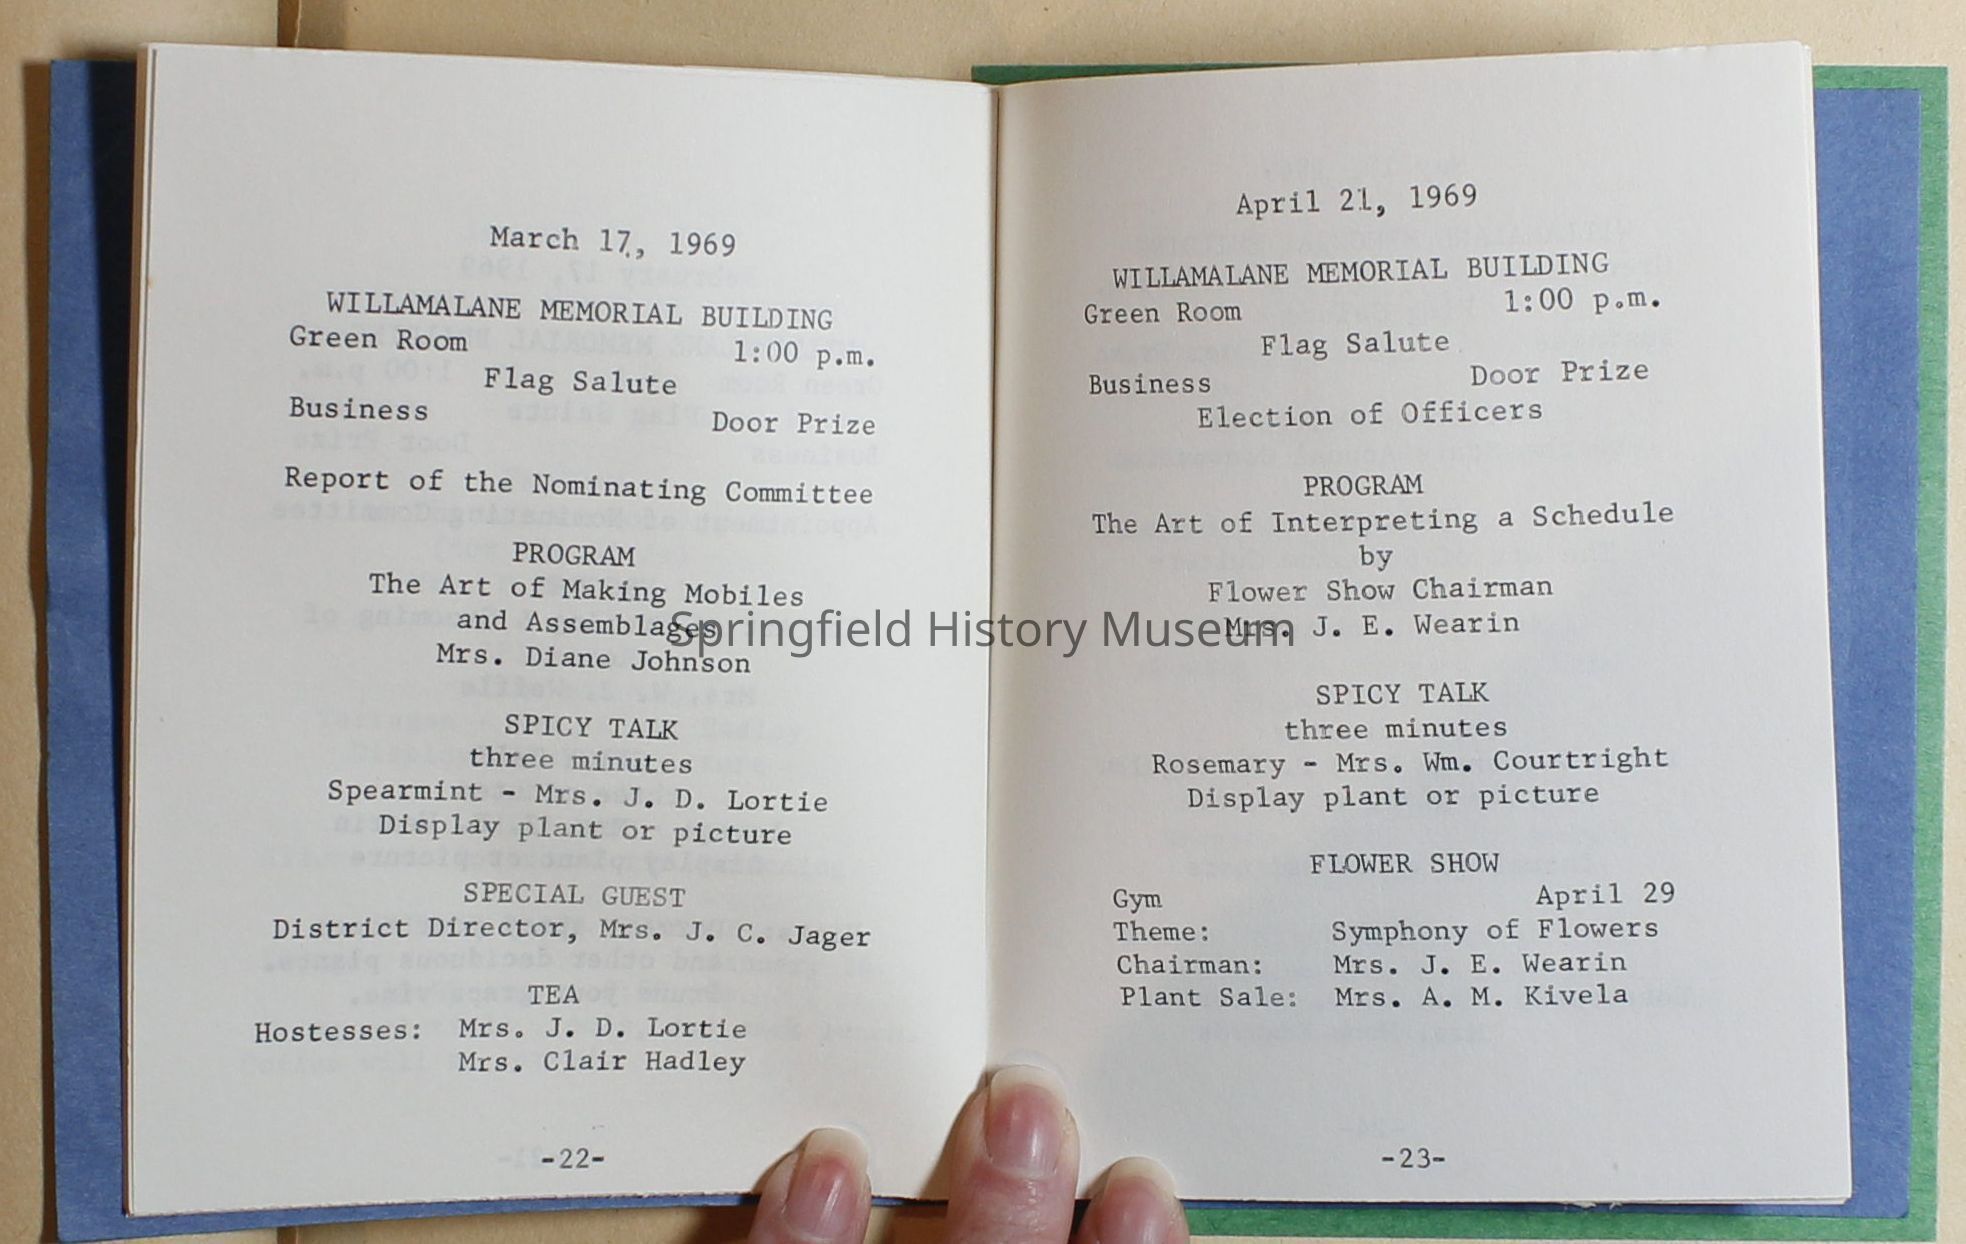 March 17, 1969
WILLAMALANE MEMORIAL BUILDING
Green Room 1:00 p.m.
Flag Salute
Business Door Prize
Report of the Nominating Committee
PROGRAM
The Art of Making Mobiles
and Assemblages
Mrs. Diane Johnson
SPICY TALK
three minutes
Spearmint - Mrs. J. D. Lortie
Display plant or picture
SPECIAL GUEST
District Director, Mrs. J. C. Jager
TEA
Hostesses: Mrs. J. D. Lortie
Mrs. Clair Hadley
-22-
April 21, 1969
WILLAMALANE MEMORIAL BUILDING
Green Room 1:00 p.m.
Flag Salute
Business Door Prize
Election of Officers
PROGRAM
The Art of Interpreting a Schedule
by
Flower Show Chairman
Mrs. J. E. Wearin
SPICY TALK
three minutes
Rosemary - Mrs. Wm. Courtright
Display plant or picture
FLOWER SHOW
Gym April 29
Theme: Symphony of Flowers
Chairman: Mrs. J. E. Wearin
Plant Sale: Mrs. A. M. Kivela
-23-
Springfield History Museum